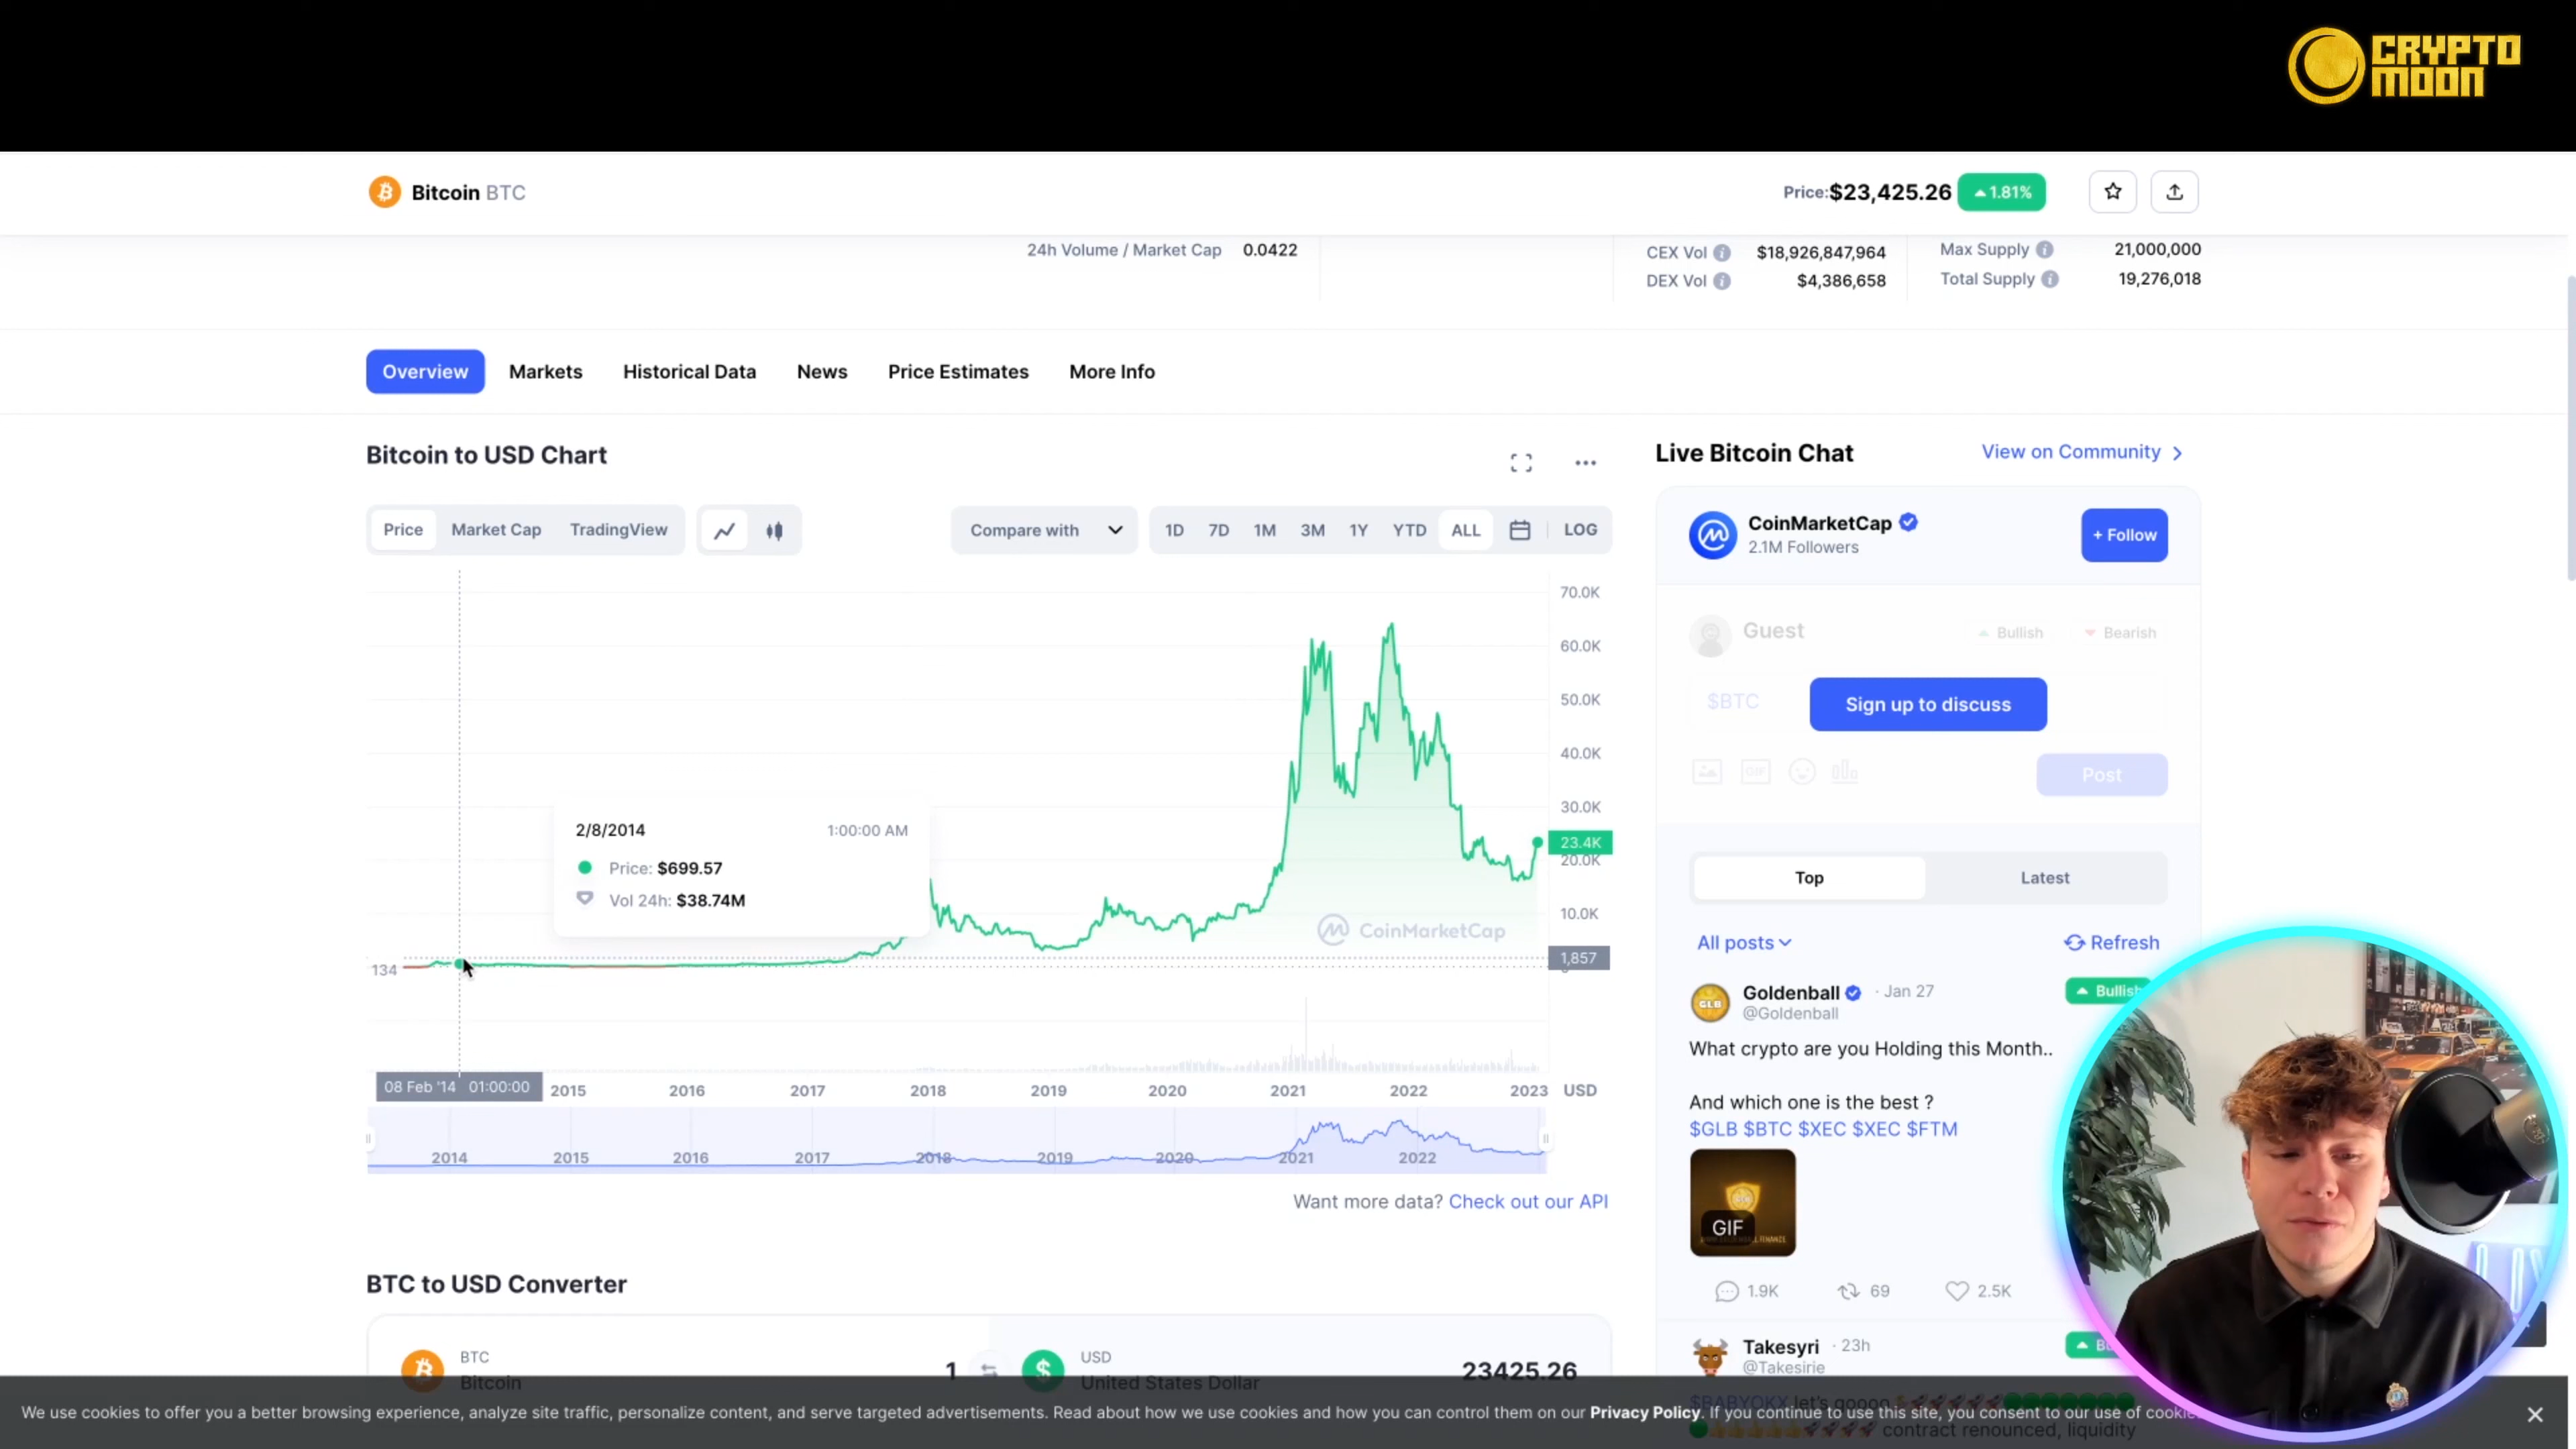 CRYPTO
MOON
Bitcoin BTC
Price:$23,425.26 1.81%
24h Volume / Market Cap 0.0422
CEX Vol $18,926,847,964
DEX Vol $4,386,658
Max Supply 21,000,000
Total Supply 19,276,018
Overview Markets Historical Data News Price Estimates More Info
Bitcoin to USD Chart
Price Market Cap TradingView
Compare with 1D 7D 1M 3M 1Y YTD ALL LOG
70.0K
60.0K
50.0K
40.0K
30.0K
23.4K
20.0K
10.0K
1,857
134
2/8/2014 1:00:00 AM
Price: $699.57
Vol 24h: $38.74M
CoinMarketCap
08 Feb '14 01:00:00 2015 2016 2017 2018 2019 2020 2021 2022 2023 USD
2014 2015 2016 2017 2018 2019 2020 2021 2022
Want more data? Check out our API
BTC to USD Converter
BTC
Bitcoin
1
USD
United States Dollar
23425.26
Live Bitcoin Chat View on Community
CoinMarketCap
2.1M Followers
+ Follow
Guest Bullish Bearish
$BTC
Sign up to discuss
GIF
Post
Top Latest
All posts Refresh
Goldenball · Jan 27
@Goldenball
Bullish
GLB
What crypto are you Holding this Month..
And which one is the best ?
$GLB $BTC $XEC $XEC $FTM
GIF
1.9K 69 2.5K
Takesyri · 23h
@Takesirie
$BABYOKX let's goooo
contract renounced, liquidity
We use cookies to offer you a better browsing experience, analyze site traffic, personalize content, and serve targeted advertisements. Read about how we use cookies and how you can control them on our Privacy Policy. If you continue to use this site, you consent to our use of